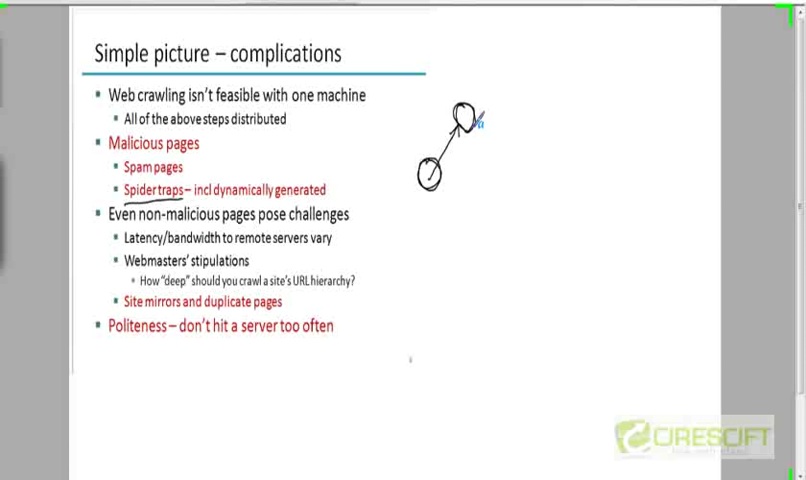 Simple picture – complications
▪ Web crawling isn't feasible with one machine
▪ All of the above steps distributed
▪ Malicious pages
▪ Spam pages
▪ Spider traps – incl dynamically generated
▪ Even non-malicious pages pose challenges
▪ Latency/bandwidth to remote servers vary
▪ Webmasters' stipulations
▪ How "deep" should you crawl a site's URL hierarchy?
▪ Site mirrors and duplicate pages
▪ Politeness – don't hit a server too often